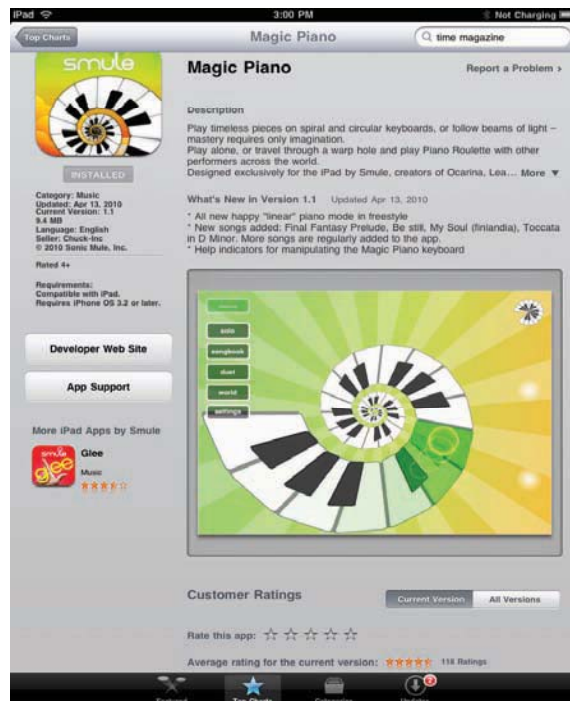 iPad
3:00 PM
Not Charging
Top Charts
Magic Piano
time magazine
smule
INSTALLED
Category: Music
Updated: Apr 13, 2010
Current Version: 1.1
9.4 MB
Language: English
Seller: Chuck-Inc
© 2010 Sonic Mule, Inc.
Rated 4+
Requirements:
Compatible with iPad.
Requires iPhone OS 3.2 or later.
Developer Web Site
App Support
More iPad Apps by Smule
smule
glee
Glee
Music
Magic Piano
Report a Problem ›
Description
Play timeless pieces on spiral and circular keyboards, or follow beams of light –
mastery requires only imagination.
Play alone, or travel through a warp hole and play Piano Roulette with other
performers across the world.
Designed exclusively for the iPad by Smule, creators of Ocarina, Lea... More ▼
What's New in Version 1.1 Updated Apr 13, 2010
* All new happy "linear" piano mode in freestyle
* New songs added: Final Fantasy Prelude, Be still, My Soul (finlandia), Toccata
in D Minor. More songs are regularly added to the app.
* Help indicators for manipulating the Magic Piano keyboard
solo
songbook
duet
world
settings
Customer Ratings
Current Version
All Versions
Rate this app: ☆ ☆ ☆ ☆ ☆
Average rating for the current version: ★★★★★ 118 Ratings
Featured
Top Charts
Categories
Updates
7